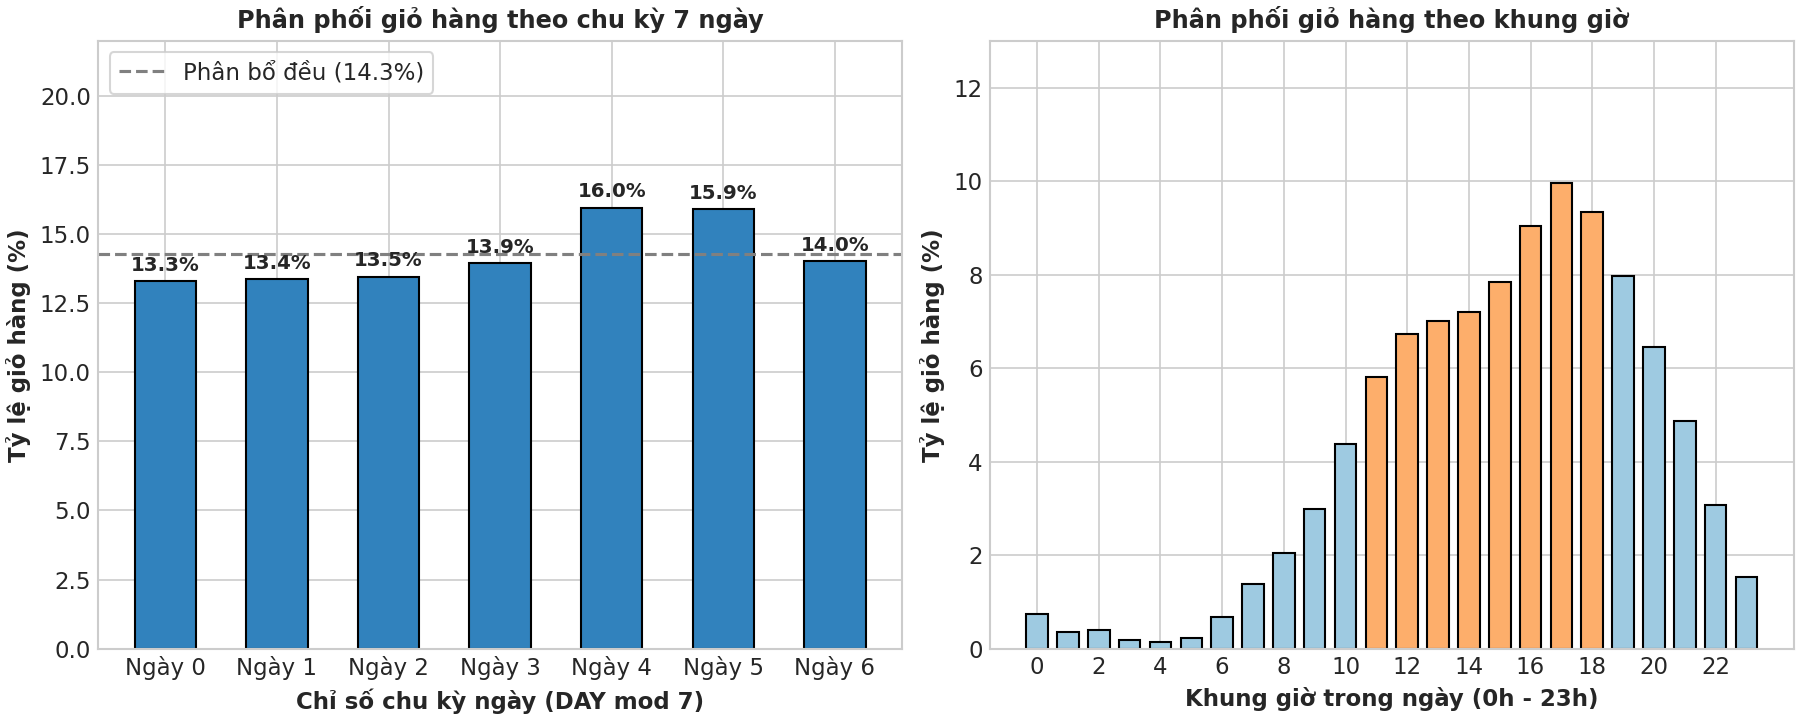 Phân phối giỏ hàng theo chu kỳ 7 ngày
Phân bổ đều (14.3%)
Tỷ lệ giỏ hàng (%)
20.0
17.5
15.0
12.5
10.0
7.5
5.0
2.5
0.0
13.3%
13.4%
13.5%
13.9%
16.0%
15.9%
14.0%
Ngày 0 Ngày 1 Ngày 2 Ngày 3 Ngày 4 Ngày 5 Ngày 6
Chỉ số chu kỳ ngày (DAY mod 7)
Phân phối giỏ hàng theo khung giờ
Tỷ lệ giỏ hàng (%)
12
10
8
6
4
2
0
0 2 4 6 8 10 12 14 16 18 20 22
Khung giờ trong ngày (0h - 23h)